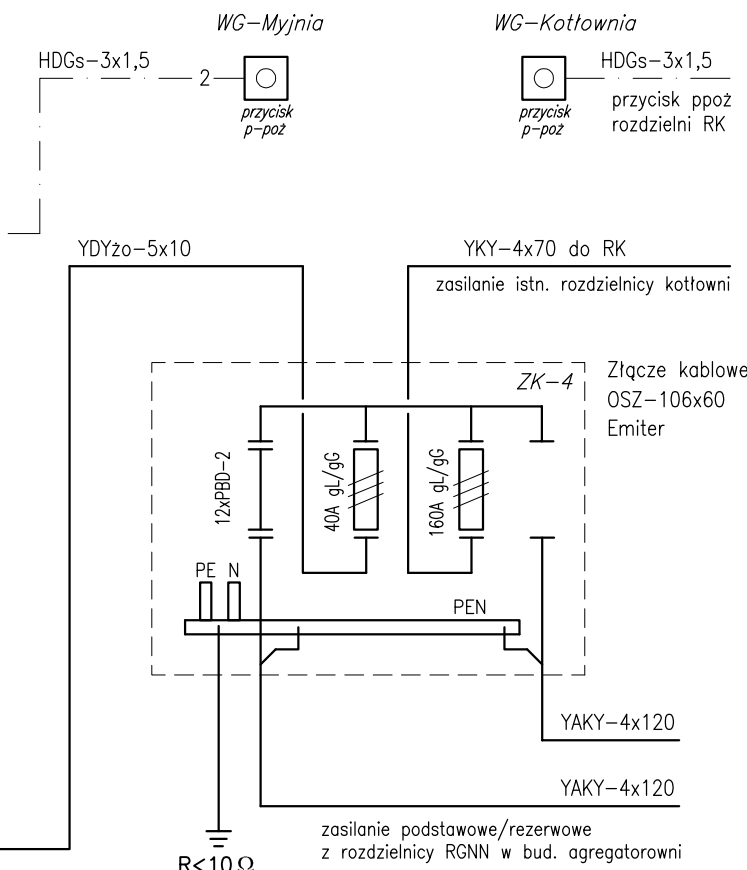 WG-Myjnia
WG-Kotłownia
HDGs-3x1,5
2
przycisk
p-poż
przycisk
p-poż
HDGs-3x1,5
przycisk ppoż
rozdzielni RK
YDYżo-5x10
YKY-4x70 do RK
zasilanie istn. rozdzielnicy kotłowni
ZK-4
Złącze kablowe
OSZ-106x60
Emiter
12xPBD-2
40A gL/gG
160A gL/gG
PE N
PEN
YAKY-4x120
YAKY-4x120
zasilanie podstawowe/rezerwowe
z rozdzielnicy RGNN w bud. agregatorowni
R<10Ω